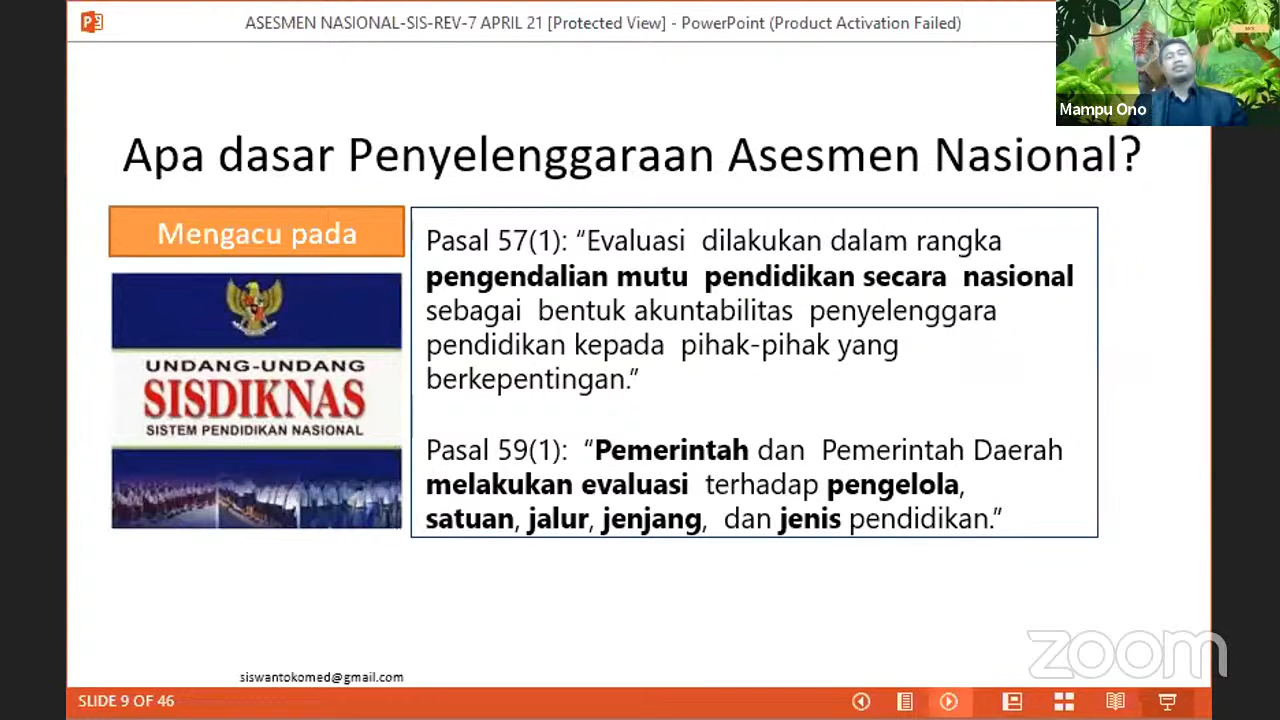 ASESMEN NASIONAL-SIS-REV-7 APRIL 21 [Protected View] - PowerPoint (Product Activation Failed)
Mampu Ono
Apa dasar Penyelenggaraan Asesmen Nasional?
Mengacu pada
UNDANG-UNDANG
SISDIKNAS
SISTEM PENDIDIKAN NASIONAL
Pasal 57(1): “Evaluasi dilakukan dalam rangka
pengendalian mutu pendidikan secara nasional
sebagai bentuk akuntabilitas penyelenggara
pendidikan kepada pihak-pihak yang
berkepentingan.”
Pasal 59(1): “Pemerintah dan Pemerintah Daerah
melakukan evaluasi terhadap pengelola,
satuan, jalur, jenjang, dan jenis pendidikan.”
siswantokomed@gmail.com
zoom
SLIDE 9 OF 46